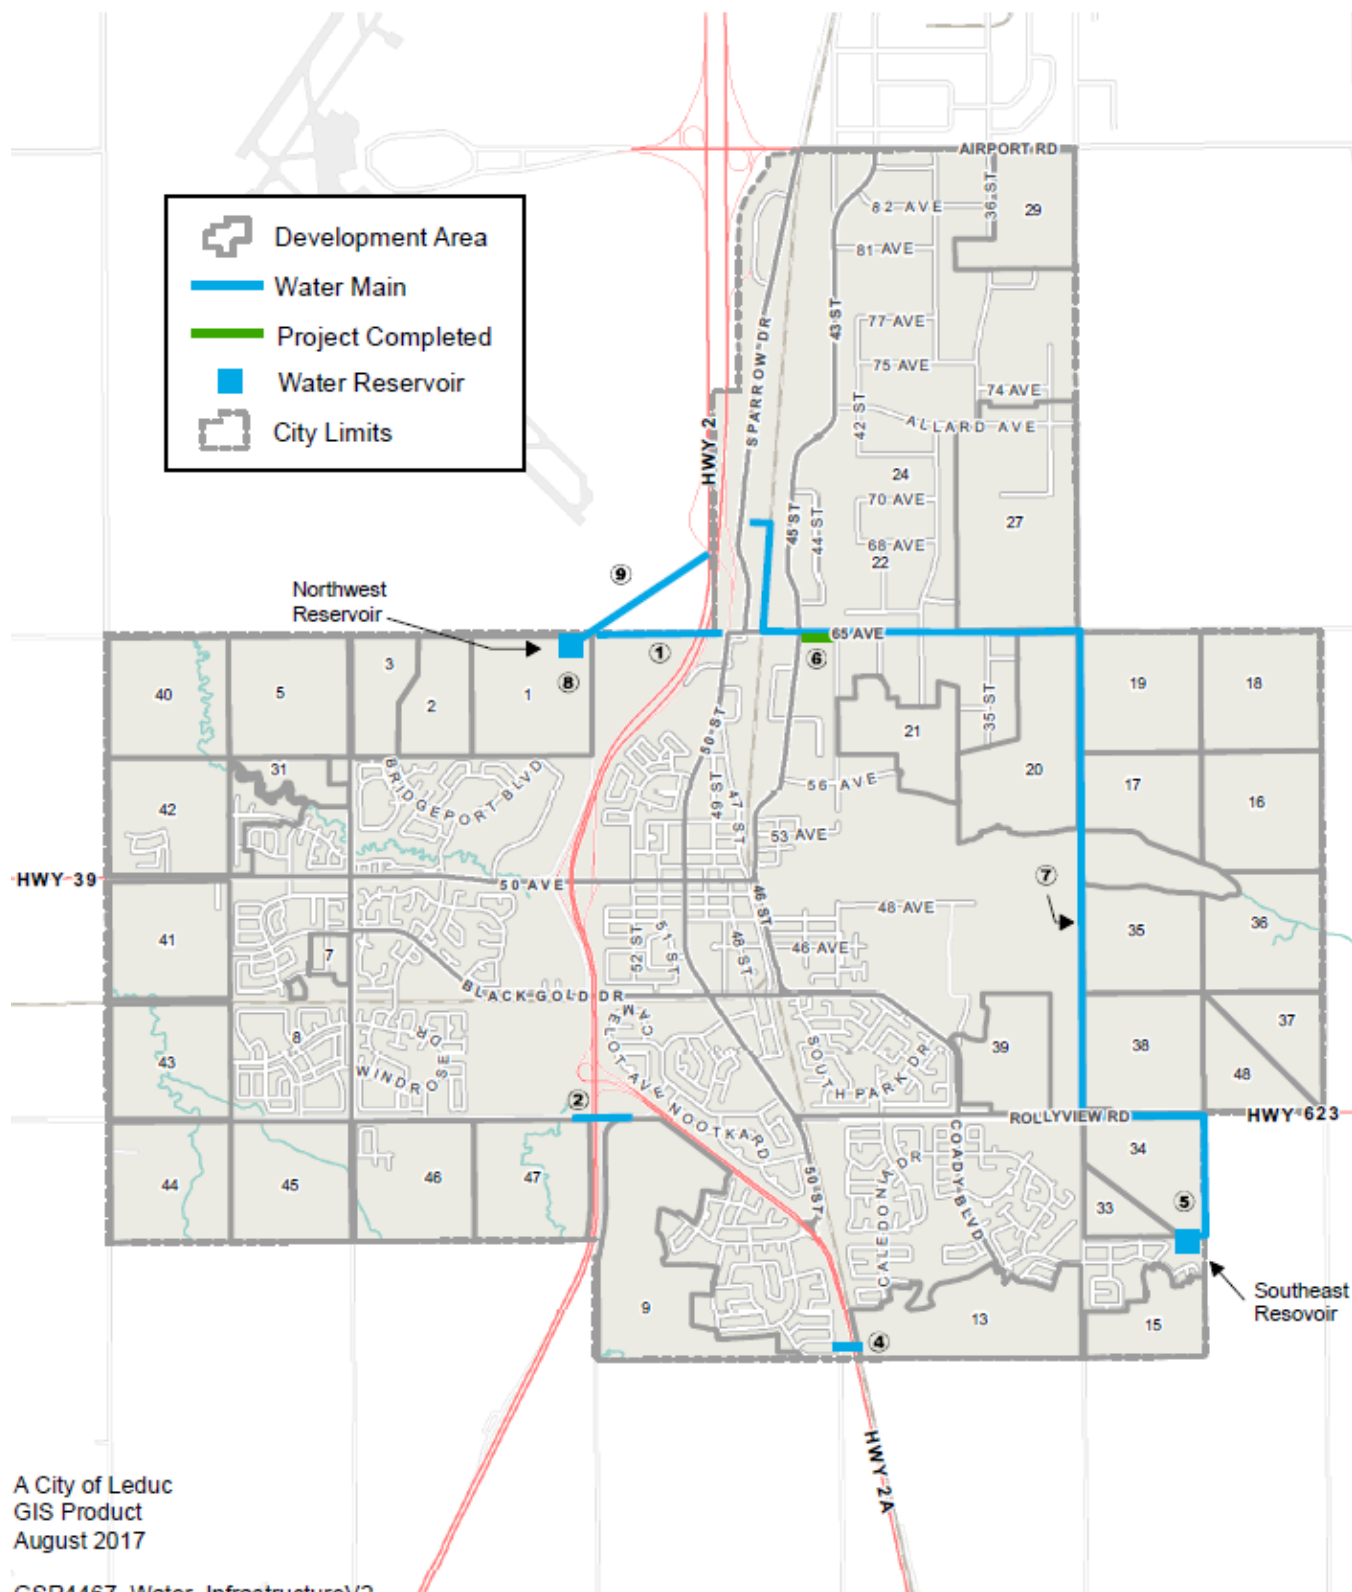 AIRPORT RD
36 ST
29
82 AVE
81 AVE
Development Area
Water Main
Project Completed
Water Reservoir
City Limits
43 ST
77 AVE
75 AVE
74 AVE
SPARROW DR
HWY 2
42 ST
ALLARD AVE
24
70 AVE
27
45 ST
44 ST
68 AVE
22
9
Northwest
Reservoir
65 AVE
1
6
8
40
5
3
2
1
50 ST
35 ST
19
18
21
31
BRIDGEPORT BLVD
49 ST
47 ST
56 AVE
20
17
16
42
53 AVE
HWY 39
50 AVE
46 ST
7
48 AVE
41
7
52 ST
51 ST
48 ST
46 AVE
35
36
BLACK GOLD DR
CAMELOT AVE
43
8
WINDROSE DR
SOUTH PARK DR
39
38
37
48
2
NOOTKA RD
ROLLYVIEW RD
HWY 623
44
45
46
47
50 ST
CALEDONIA DR
COADY BLVD
34
33
5
Southeast
Resovoir
9
4
13
15
HWY 2A
A City of Leduc
GIS Product
August 2017